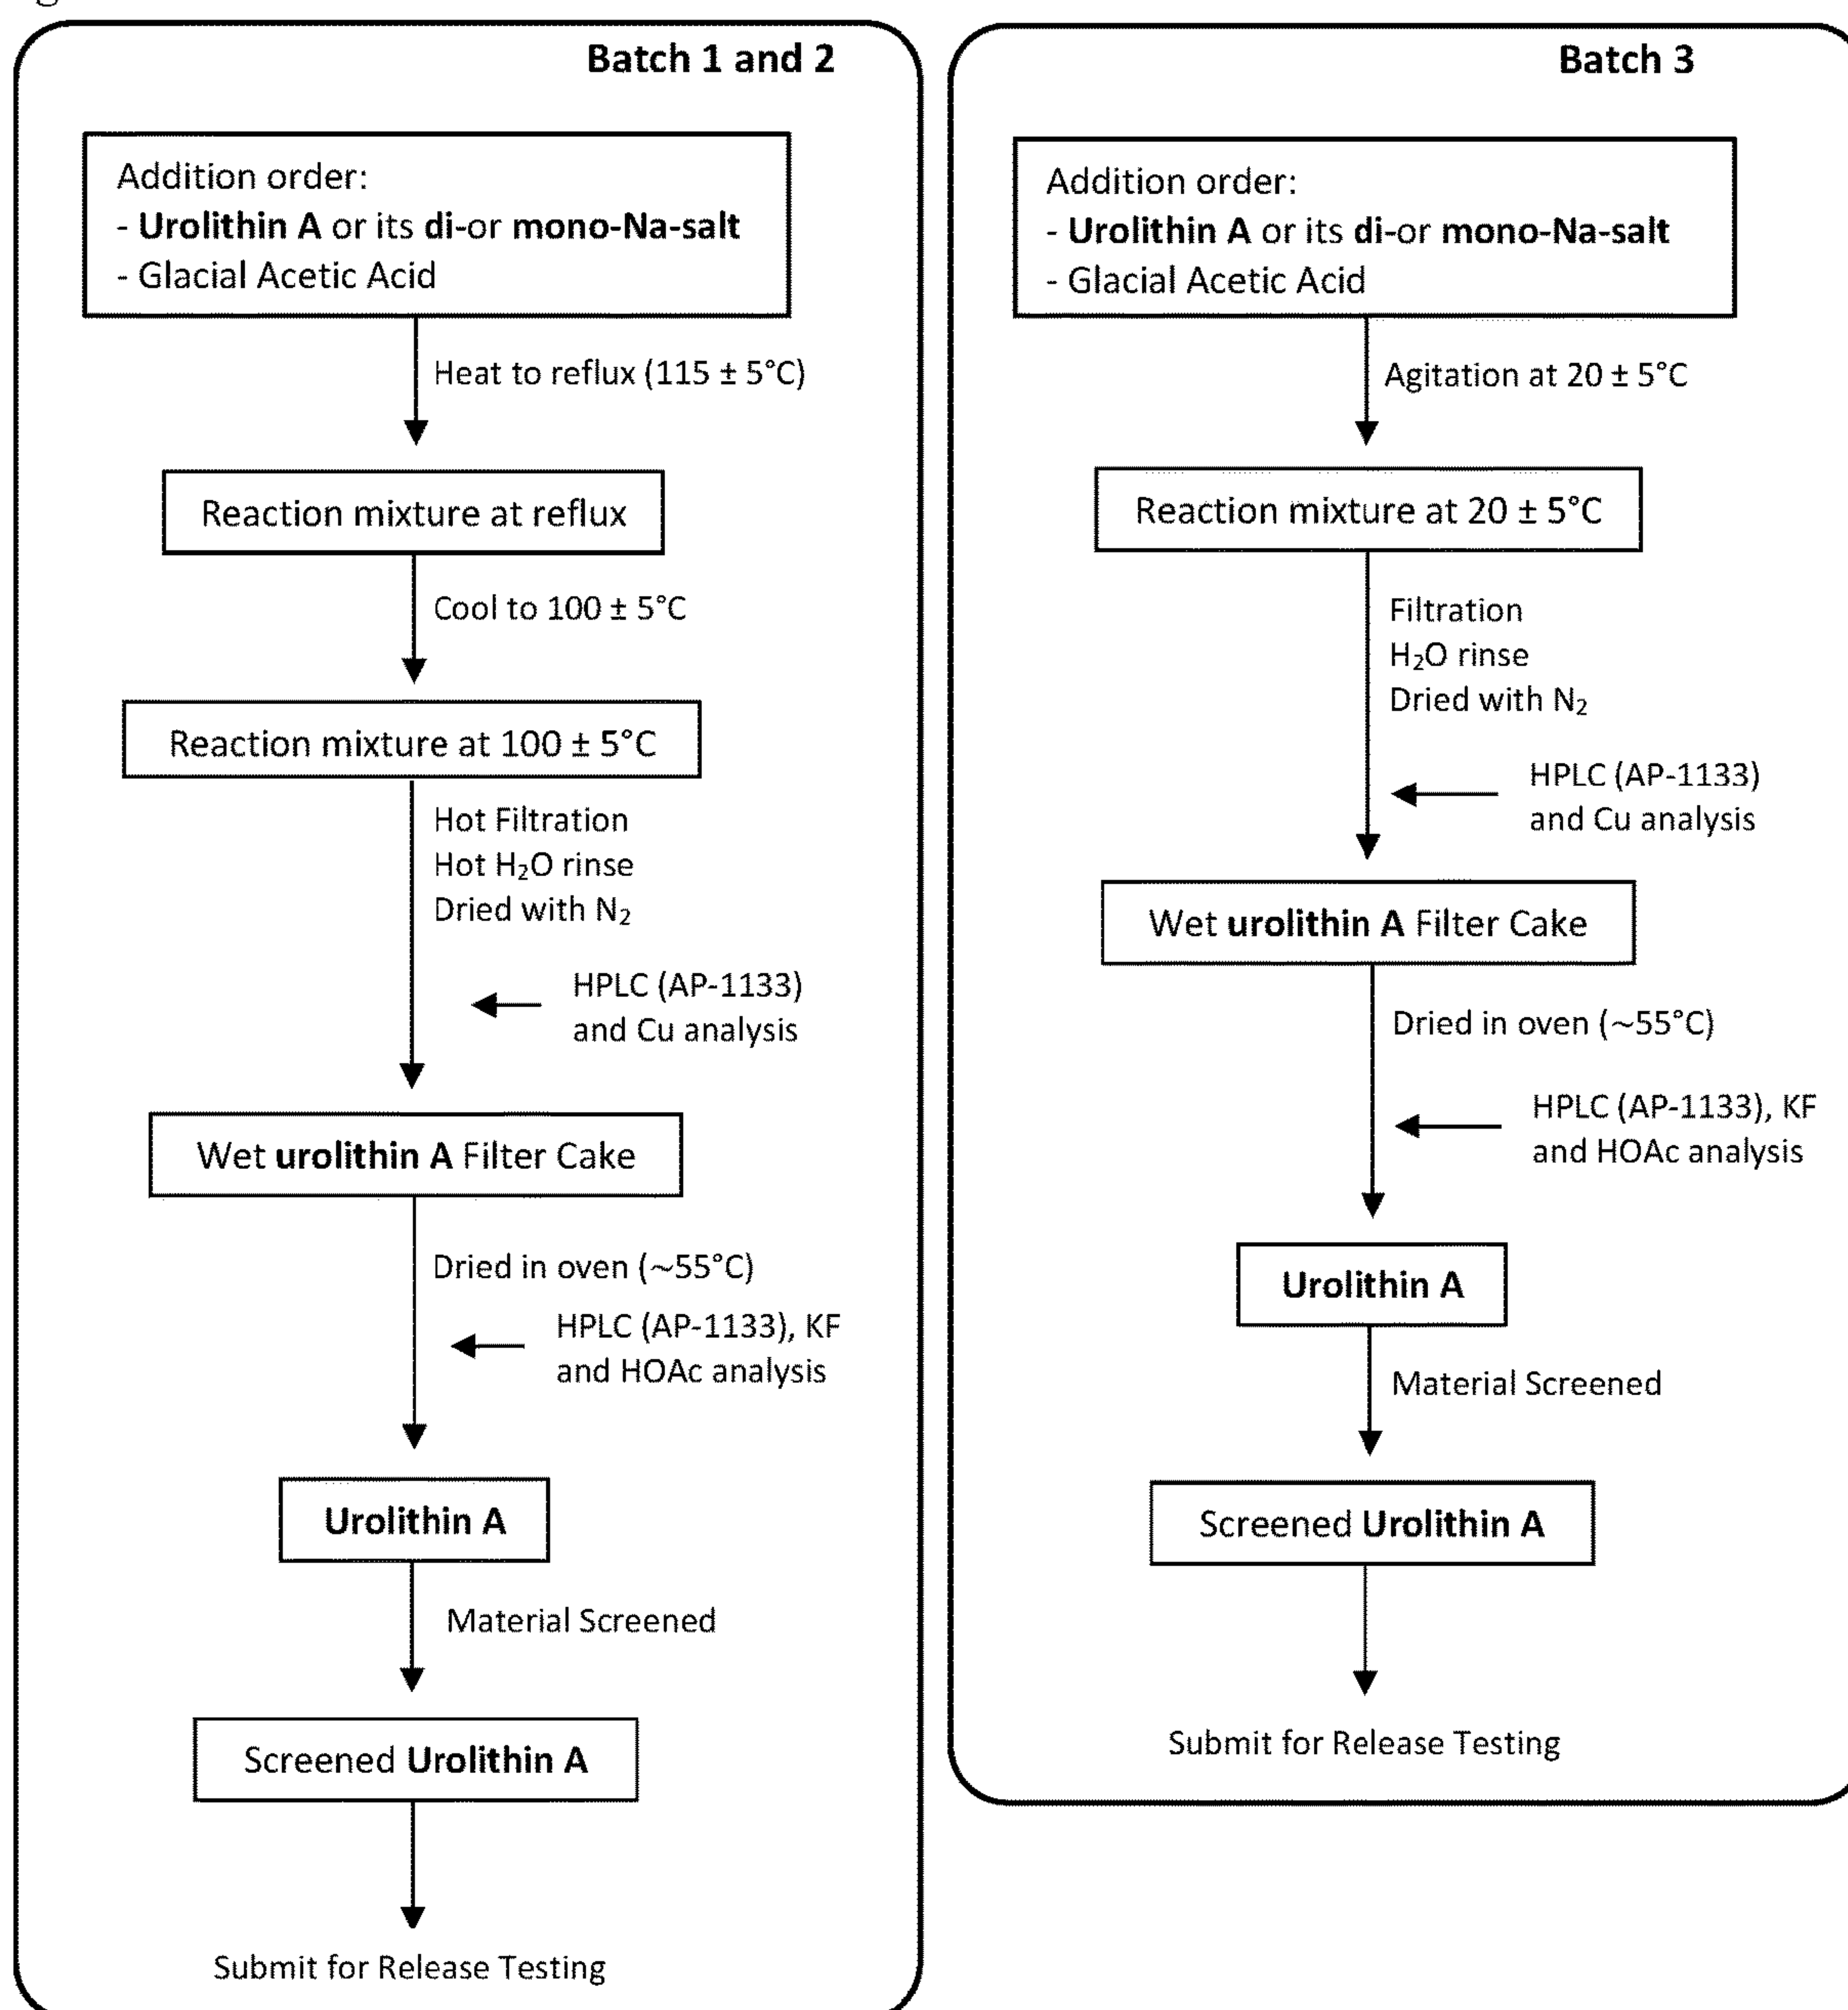 Batch 1 and 2
Addition order:
- Urolithin A or its di-or mono-Na-salt
- Glacial Acetic Acid
Heat to reflux (115 ± 5°C)
Reaction mixture at reflux
Cool to 100 ± 5°C
Reaction mixture at 100 ± 5°C
Hot Filtration
Hot H₂O rinse
Dried with N₂
HPLC (AP-1133)
and Cu analysis
Wet urolithin A Filter Cake
Dried in oven (~55°C)
HPLC (AP-1133), KF
and HOAc analysis
Urolithin A
Material Screened
Screened Urolithin A
Submit for Release Testing
Batch 3
Addition order:
- Urolithin A or its di-or mono-Na-salt
- Glacial Acetic Acid
Agitation at 20 ± 5°C
Reaction mixture at 20 ± 5°C
Filtration
H₂O rinse
Dried with N₂
HPLC (AP-1133)
and Cu analysis
Wet urolithin A Filter Cake
Dried in oven (~55°C)
HPLC (AP-1133), KF
and HOAc analysis
Urolithin A
Material Screened
Screened Urolithin A
Submit for Release Testing